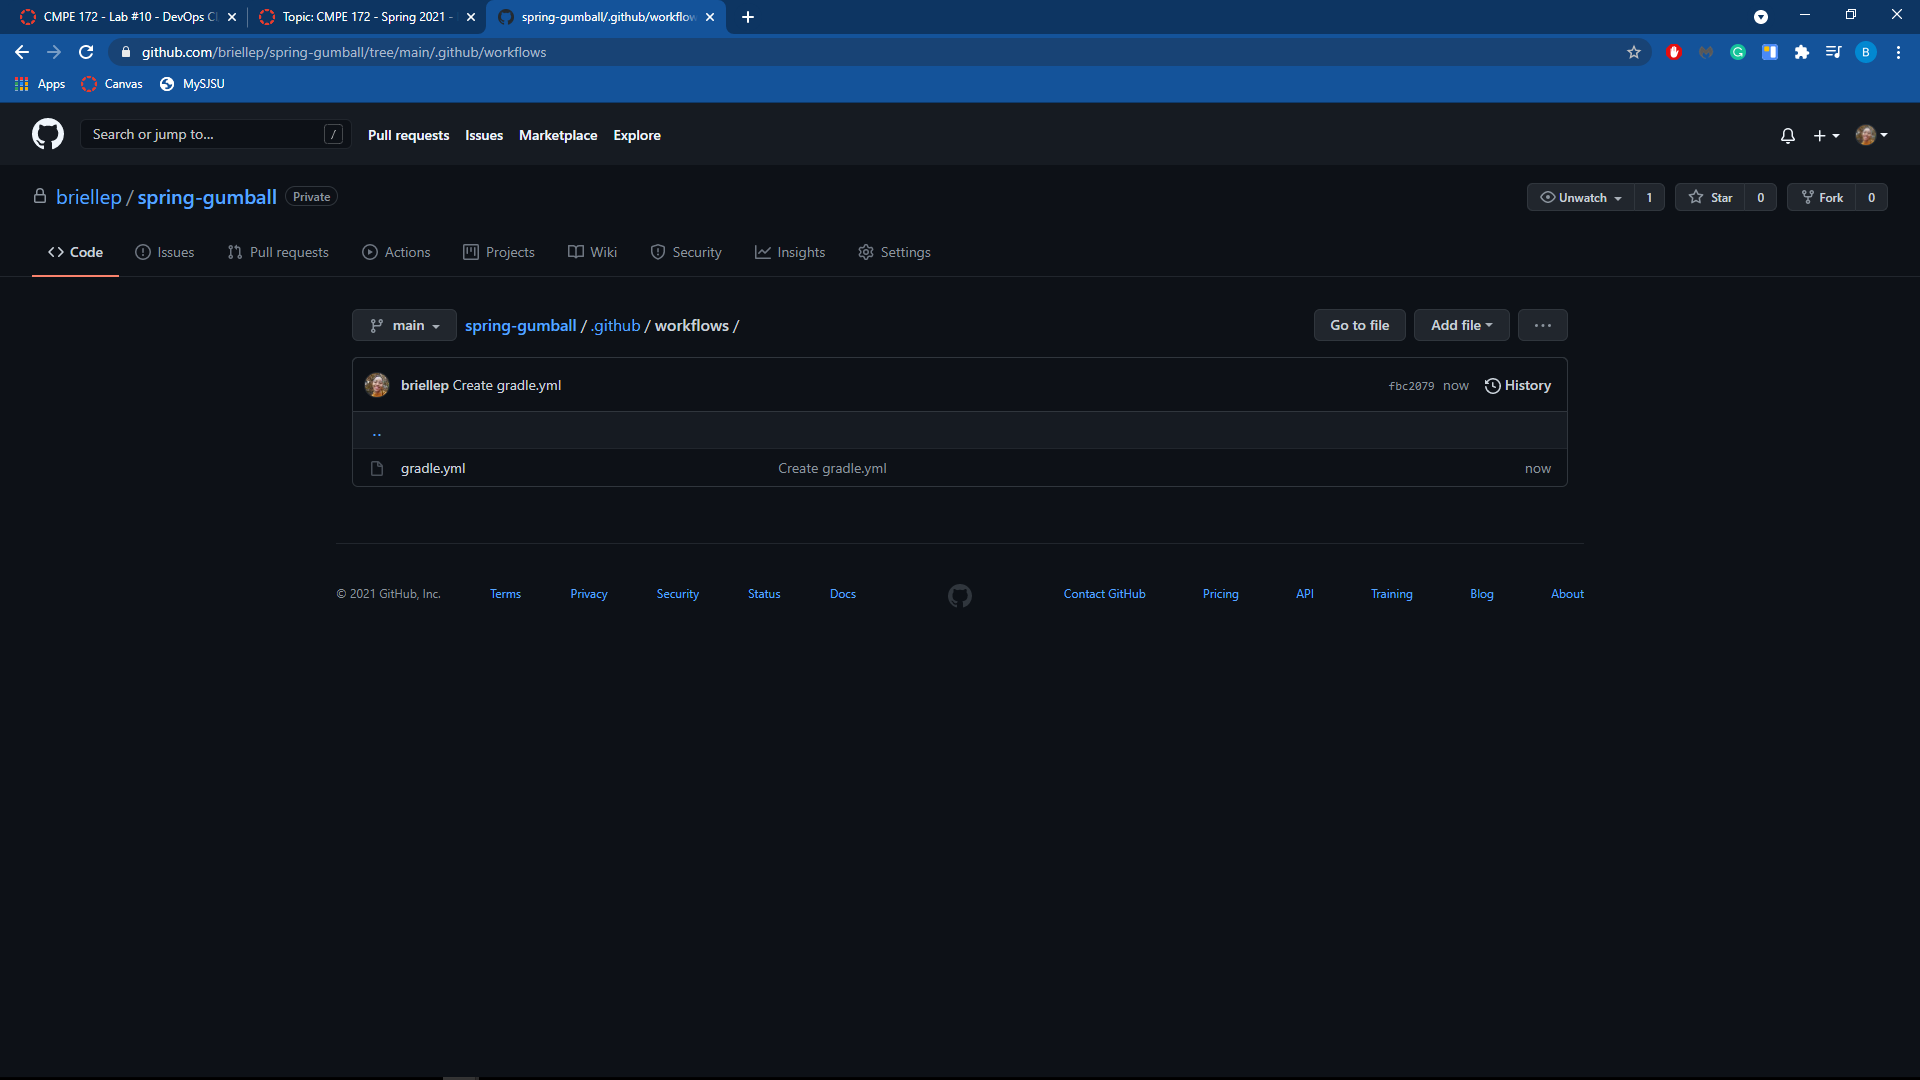 CMPE 172 - Lab #10 - DevOps CI
Topic: CMPE 172 - Spring 2021 -
spring-gumball/.github/workflow
github.com/briellep/spring-gumball/tree/main/.github/workflows
B
Apps
Canvas
MySJSU
Search or jump to...
/
Pull requests
Issues
Marketplace
Explore
briellep / spring-gumball
Private
Unwatch
1
Star
0
Fork
0
Code
Issues
Pull requests
Actions
Projects
Wiki
Security
Insights
Settings
main
spring-gumball / .github / workflows /
Go to file
Add file
briellep Create gradle.yml
fbc2079 now
History
..
gradle.yml
Create gradle.yml
now
© 2021 GitHub, Inc.
Terms
Privacy
Security
Status
Docs
Contact GitHub
Pricing
API
Training
Blog
About